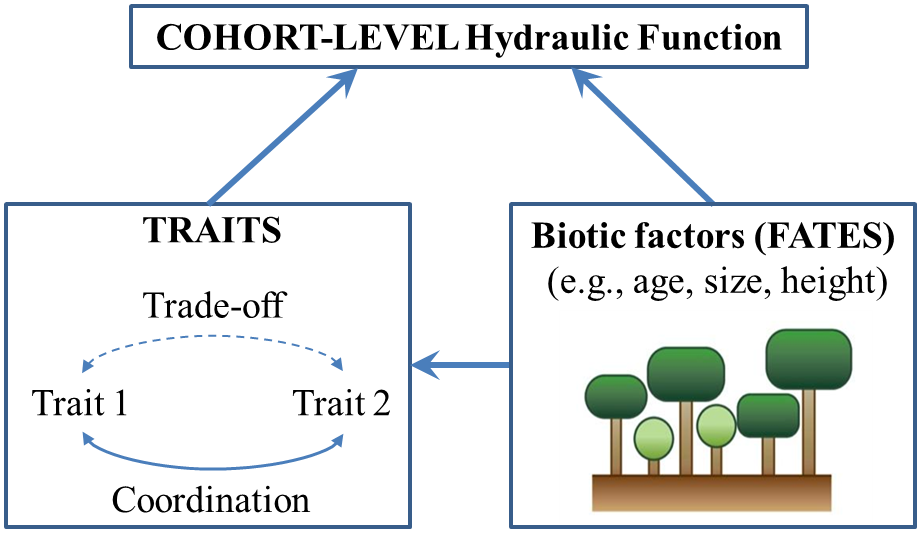 COHORT-LEVEL Hydraulic Function
TRAITS
Trade-off
Trait 1
Trait 2
Coordination
Biotic factors (FATES)
(e.g., age, size, height)